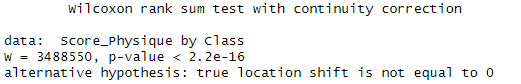 Wilcoxon rank sum test with continuity correction
data:  Score_Physique by Class
W = 3488550, p-value < 2.2e-16
alternative hypothesis: true location shift is not equal to 0